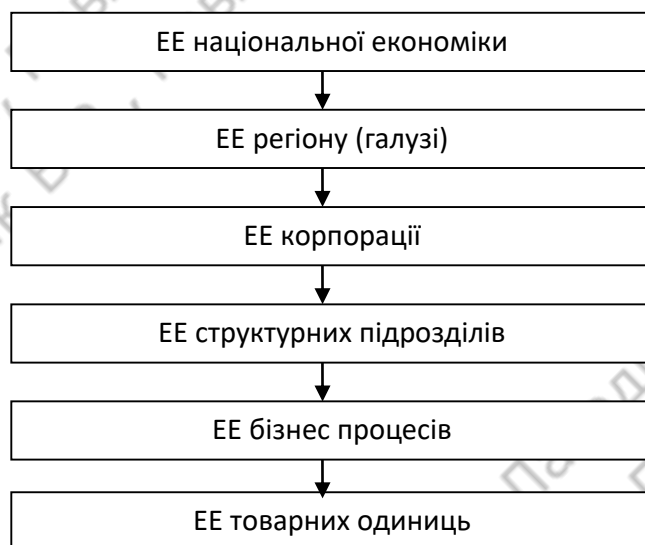 ЕЕ національної економіки
ЕЕ регіону (галузі)
ЕЕ корпорації
ЕЕ структурних підрозділів
ЕЕ бізнес процесів
ЕЕ товарних одиниць